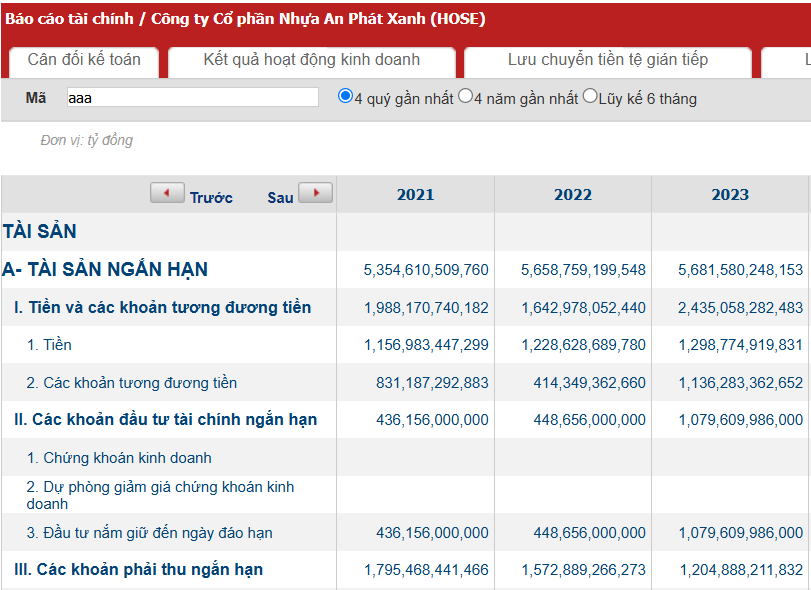 Báo cáo tài chính / Công ty Cổ phần Nhựa An Phát Xanh (HOSE)
Cân đối kế toán Kết quả hoạt động kinh doanh Lưu chuyển tiền tệ gián tiếp L
Mã aaa 4 quý gần nhất 4 năm gần nhất Lũy kế 6 tháng
Đơn vị: tỷ đồng
Trước Sau 2021 2022 2023
TÀI SẢN
A- TÀI SẢN NGẮN HẠN 5,354,610,509,760 5,658,759,199,548 5,681,580,248,153
I. Tiền và các khoản tương đương tiền 1,988,170,740,182 1,642,978,052,440 2,435,058,282,483
1. Tiền 1,156,983,447,299 1,228,628,689,780 1,298,774,919,831
2. Các khoản tương đương tiền 831,187,292,883 414,349,362,660 1,136,283,362,652
II. Các khoản đầu tư tài chính ngắn hạn 436,156,000,000 448,656,000,000 1,079,609,986,000
1. Chứng khoán kinh doanh
2. Dự phòng giảm giá chứng khoán kinh
doanh
3. Đầu tư nắm giữ đến ngày đáo hạn 436,156,000,000 448,656,000,000 1,079,609,986,000
III. Các khoản phải thu ngắn hạn 1,795,468,441,466 1,572,889,266,273 1,204,888,211,832